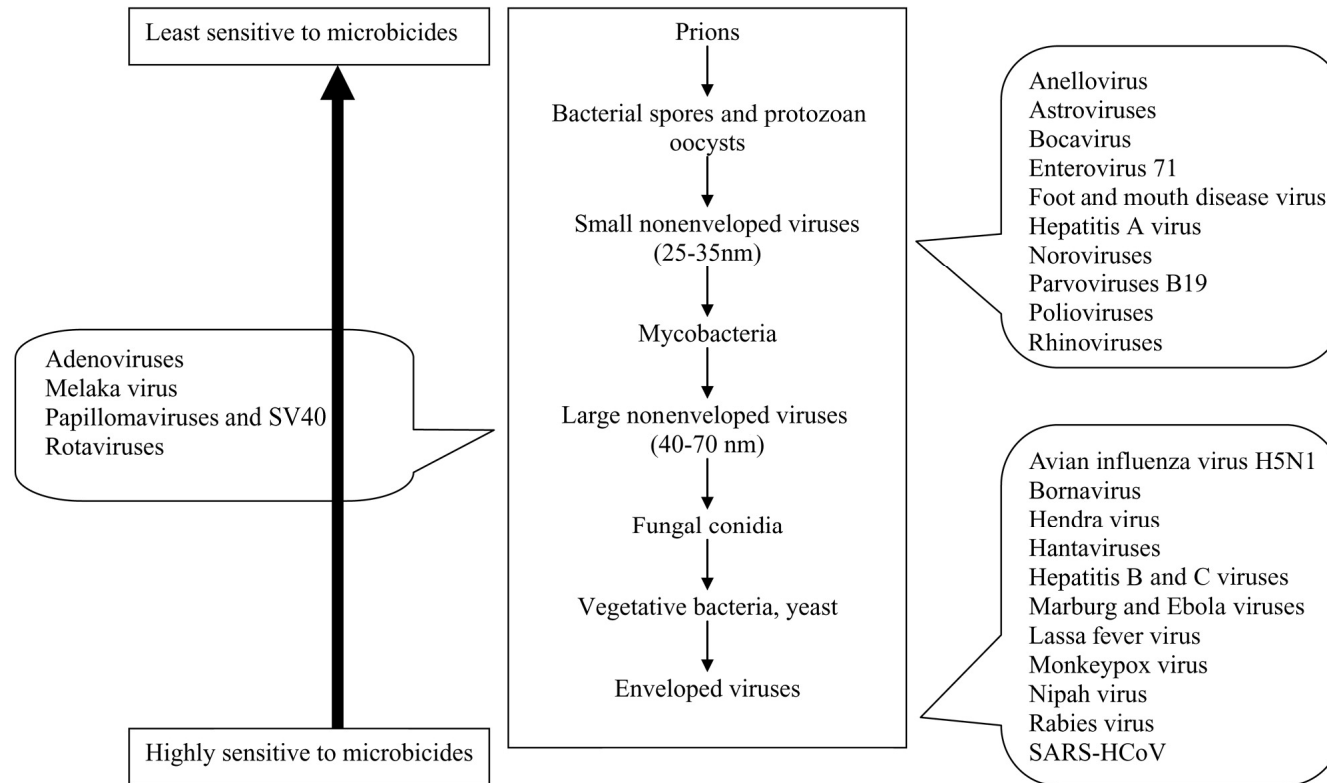 Least sensitive to microbicides
Prions
Bacterial spores and protozoan
oocysts
Small nonenveloped viruses
(25-35nm)
Mycobacteria
Large nonenveloped viruses
(40-70 nm)
Fungal conidia
Vegetative bacteria, yeast
Enveloped viruses
Highly sensitive to microbicides
Adenoviruses
Melaka virus
Papillomaviruses and SV40
Rotaviruses
Anellovirus
Astroviruses
Bocavirus
Enterovirus 71
Foot and mouth disease virus
Hepatitis A virus
Noroviruses
Parvoviruses B19
Polioviruses
Rhinoviruses
Avian influenza virus H5N1
Bornavirus
Hendra virus
Hantaviruses
Hepatitis B and C viruses
Marburg and Ebola viruses
Lassa fever virus
Monkeypox virus
Nipah virus
Rabies virus
SARS-HCoV